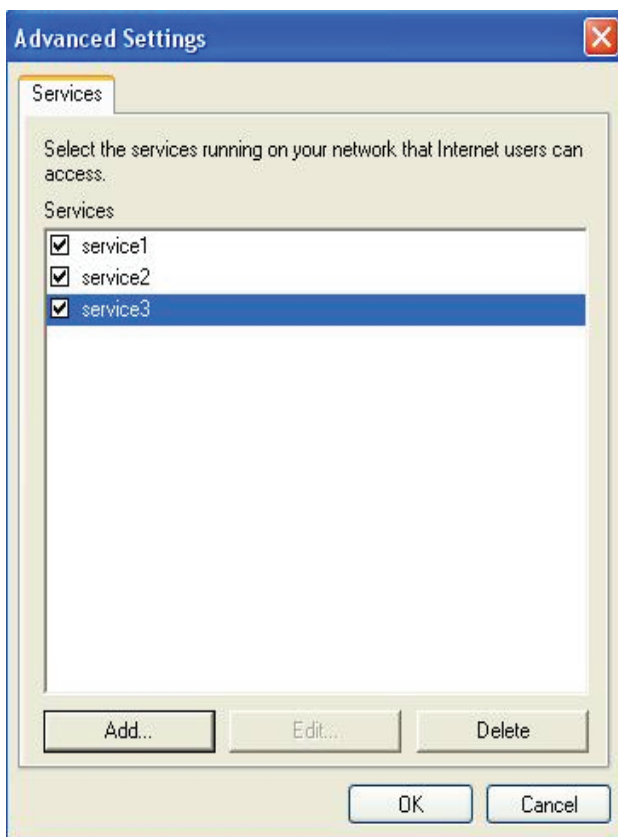 Advanced Settings
Services
Select the services running on your network that Internet users can
access.
Services
service1
service2
service3
Add...
Edit...
Delete
OK
Cancel